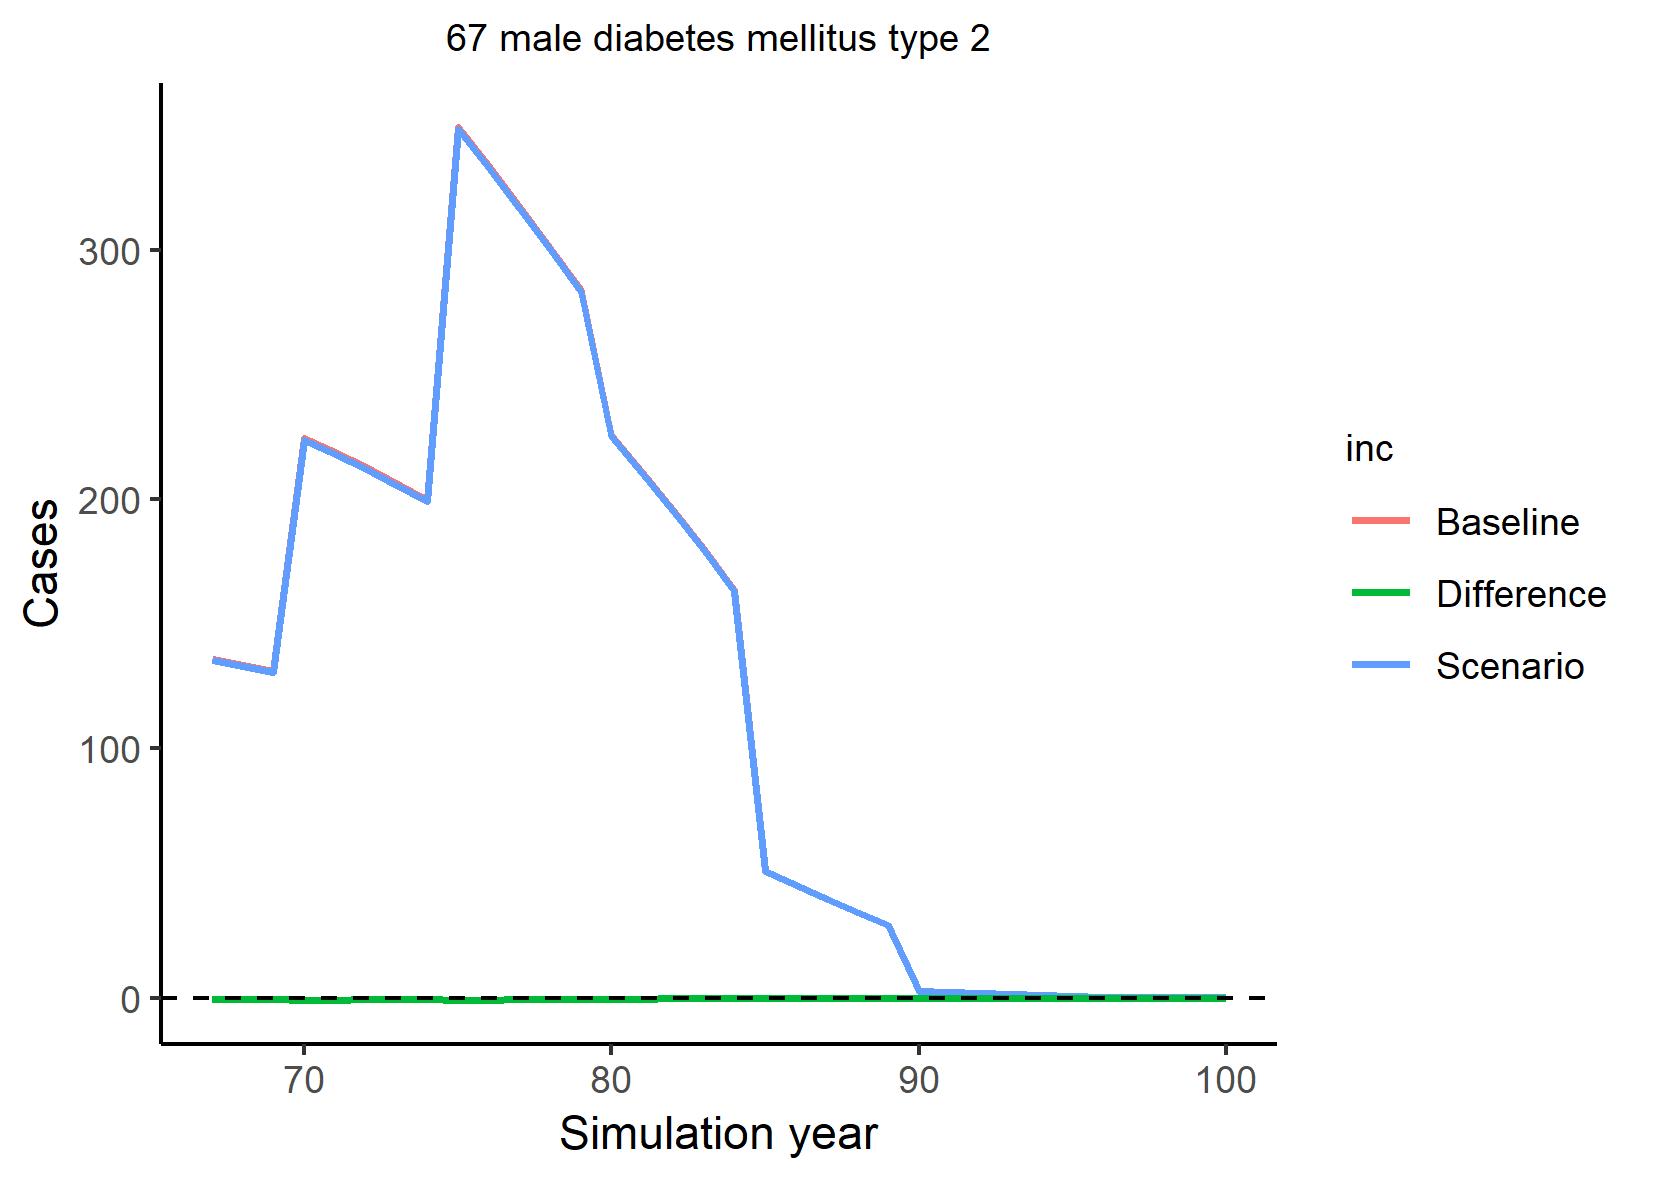 67 male diabetes mellitus type 2
Cases
300
200
100
0
70 80 90 100
Simulation year
inc
Baseline
Difference
Scenario